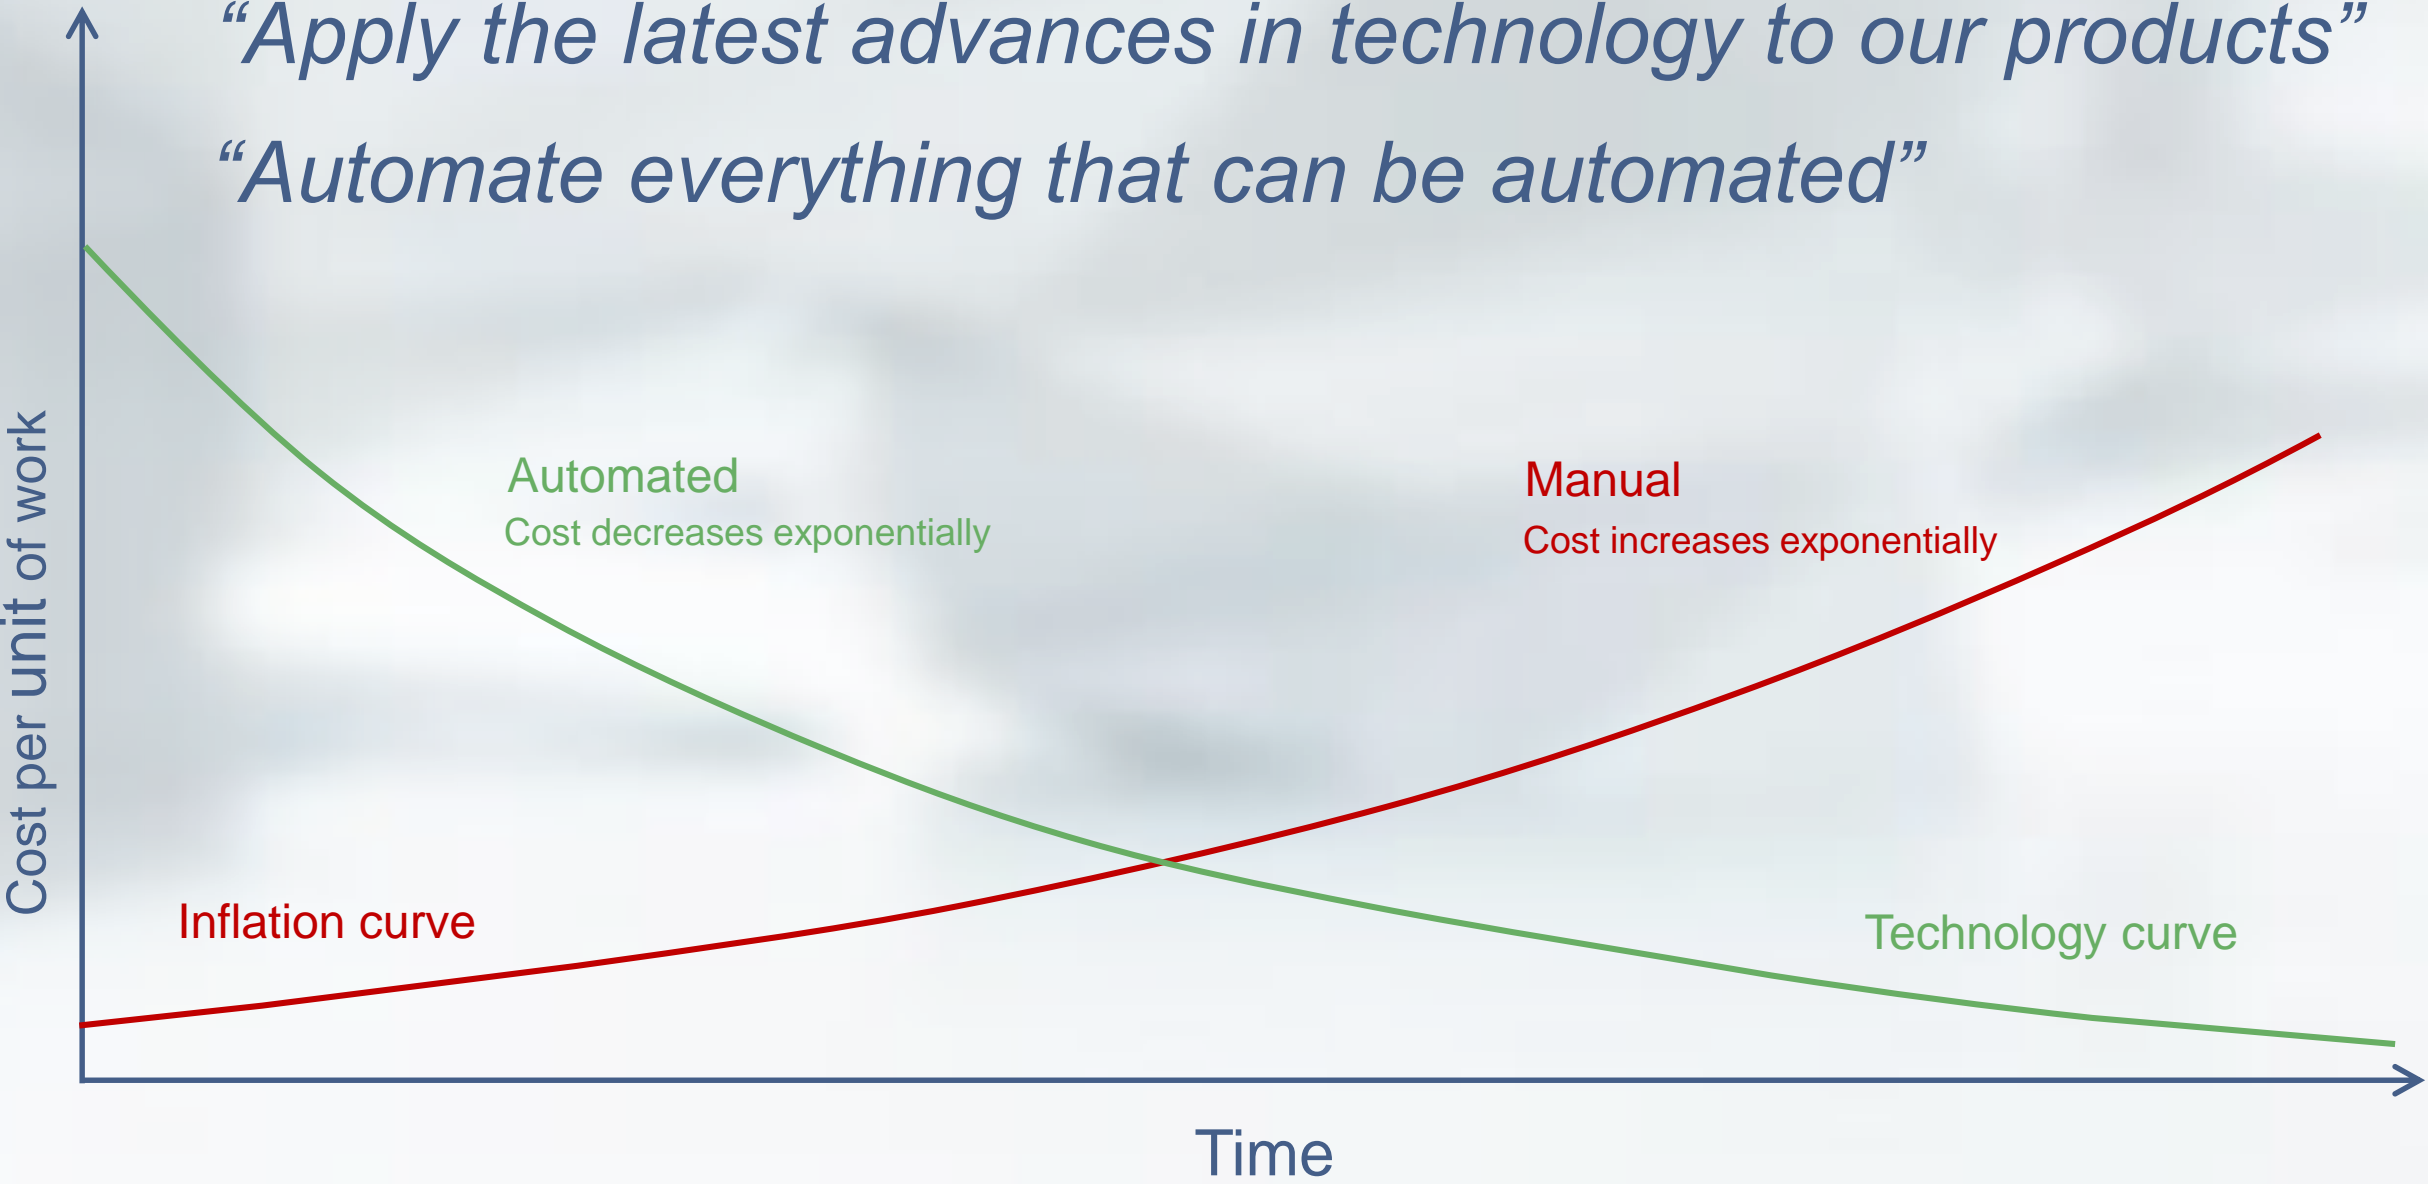 “Apply the latest advances in technology to our products”
“Automate everything that can be automated”
Cost per unit of work
Automated
Cost decreases exponentially
Manual
Cost increases exponentially
Inflation curve
Technology curve
Time